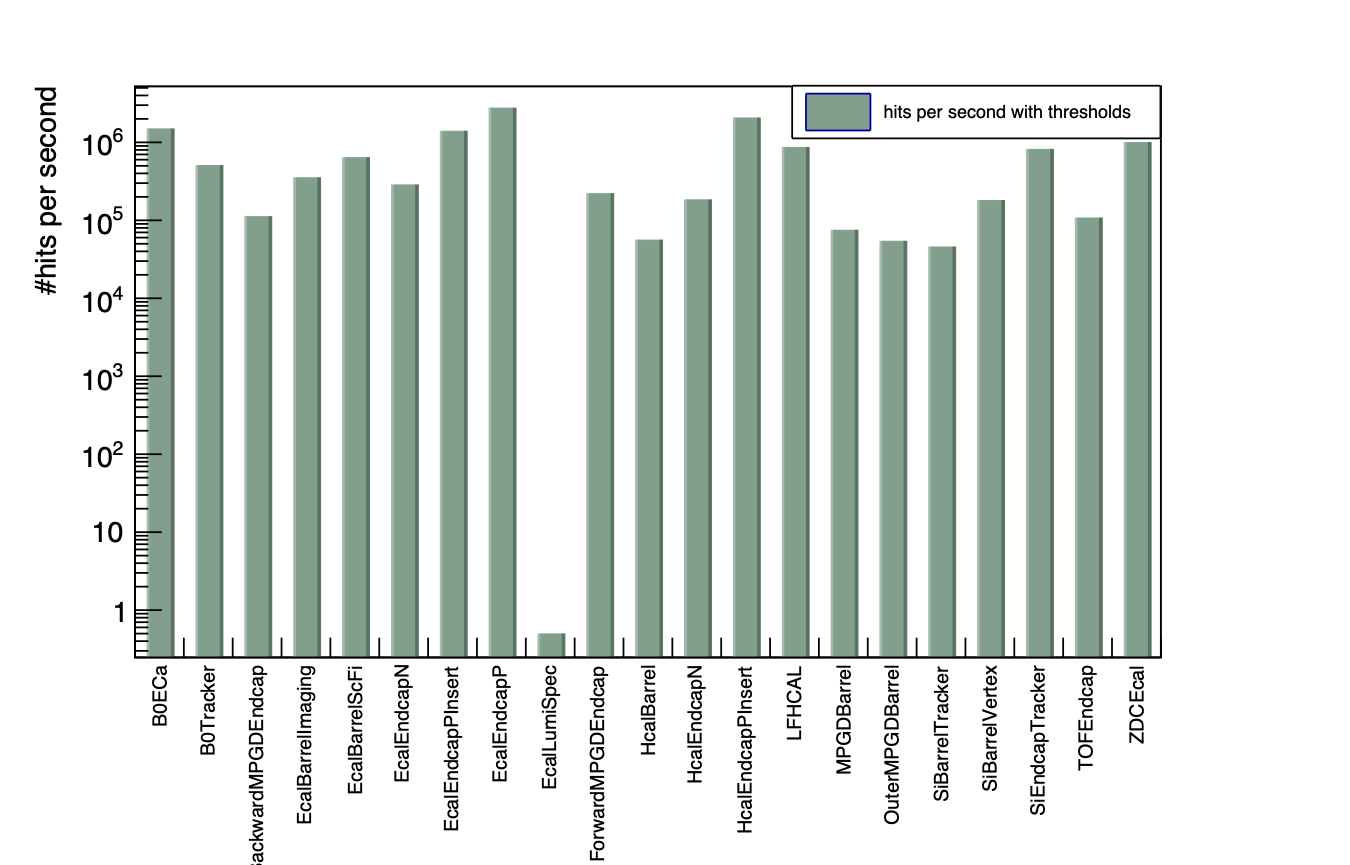 #hits per second
hits per second with thresholds
10⁶
10⁵
10⁴
10³
10²
10
1
B0ECa
B0Tracker
ackwardMPGDEndcap
EcalBarrelImaging
EcalBarrelScFi
EcalEndcapN
EcalEndcapPInsert
EcalEndcapP
EcalLumiSpec
ForwardMPGDEndcap
HcalBarrel
HcalEndcapN
HcalEndcapPInsert
LFHCAL
MPGDBarrel
OuterMPGDBarrel
SiBarrelTracker
SiBarrelVertex
SiEndcapTracker
TOFEndcap
ZDCEcal